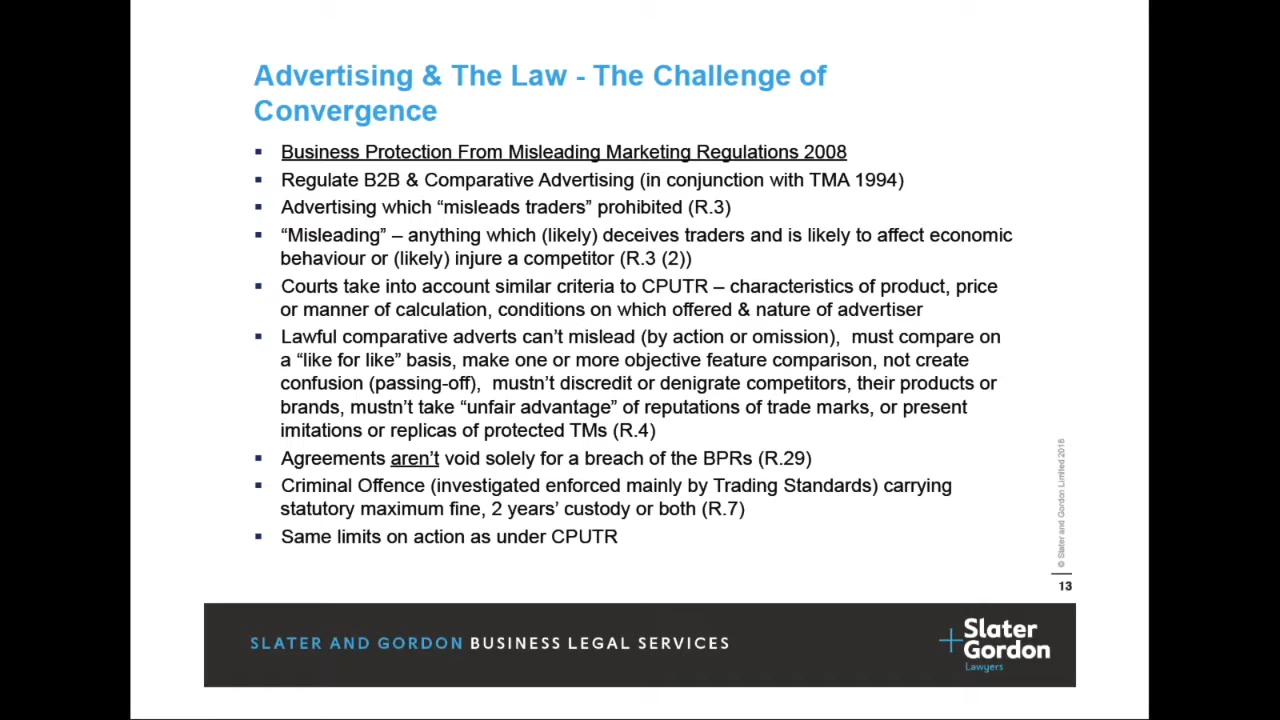 Advertising & The Law - The Challenge of
Convergence
▪ Business Protection From Misleading Marketing Regulations 2008
▪ Regulate B2B & Comparative Advertising (in conjunction with TMA 1994)
▪ Advertising which “misleads traders” prohibited (R.3)
▪ “Misleading” – anything which (likely) deceives traders and is likely to affect economic
behaviour or (likely) injure a competitor (R.3 (2))
▪ Courts take into account similar criteria to CPUTR – characteristics of product, price
or manner of calculation, conditions on which offered & nature of advertiser
▪ Lawful comparative adverts can’t mislead (by action or omission), must compare on
a “like for like” basis, make one or more objective feature comparison, not create
confusion (passing-off), mustn’t discredit or denigrate competitors, their products or
brands, mustn’t take “unfair advantage” of reputations of trade marks, or present
imitations or replicas of protected TMs (R.4)
▪ Agreements aren’t void solely for a breach of the BPRs (R.29)
▪ Criminal Offence (investigated enforced mainly by Trading Standards) carrying
statutory maximum fine, 2 years’ custody or both (R.7)
▪ Same limits on action as under CPUTR
© Slater and Gordon Limited 2018
13
SLATER AND GORDON BUSINESS LEGAL SERVICES
Slater
Gordon
Lawyers